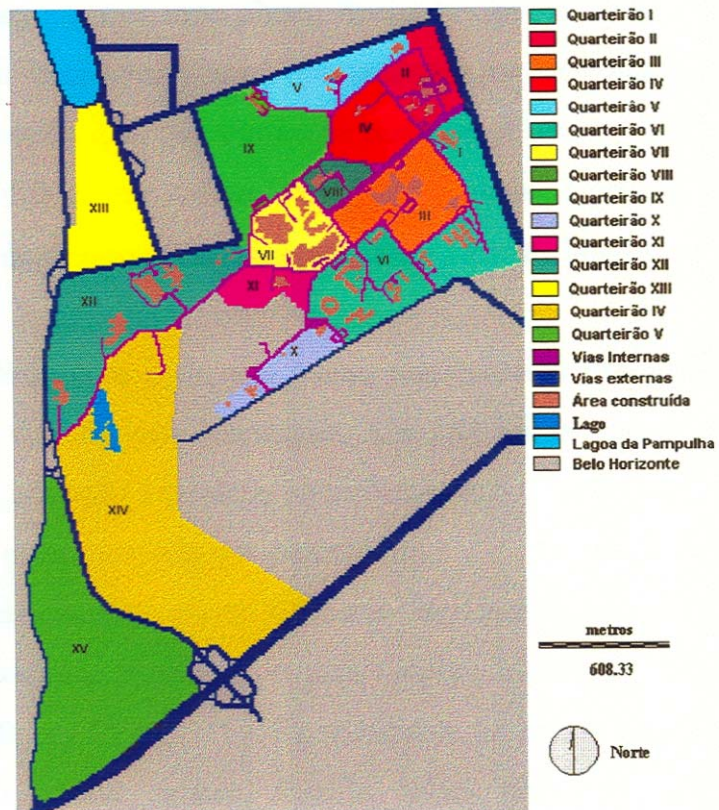 II
V
IV
I
IX
VIII
XIII
III
VII
VI
XI
XII
X
XIV
XV
Quarteirão I
Quarteirão II
Quarteirão III
Quarteirão IV
Quarteirão V
Quarteirão VI
Quarteirão VII
Quarteirão VIII
Quarteirão IX
Quarteirão X
Quarteirão XI
Quarteirão XII
Quarteirão XIII
Quarteirão IV
Quarteirão V
Vias Internas
Vias externas
Área construída
Lago
Lagoa da Pampulha
Belo Horizonte
metros
608.33
Norte